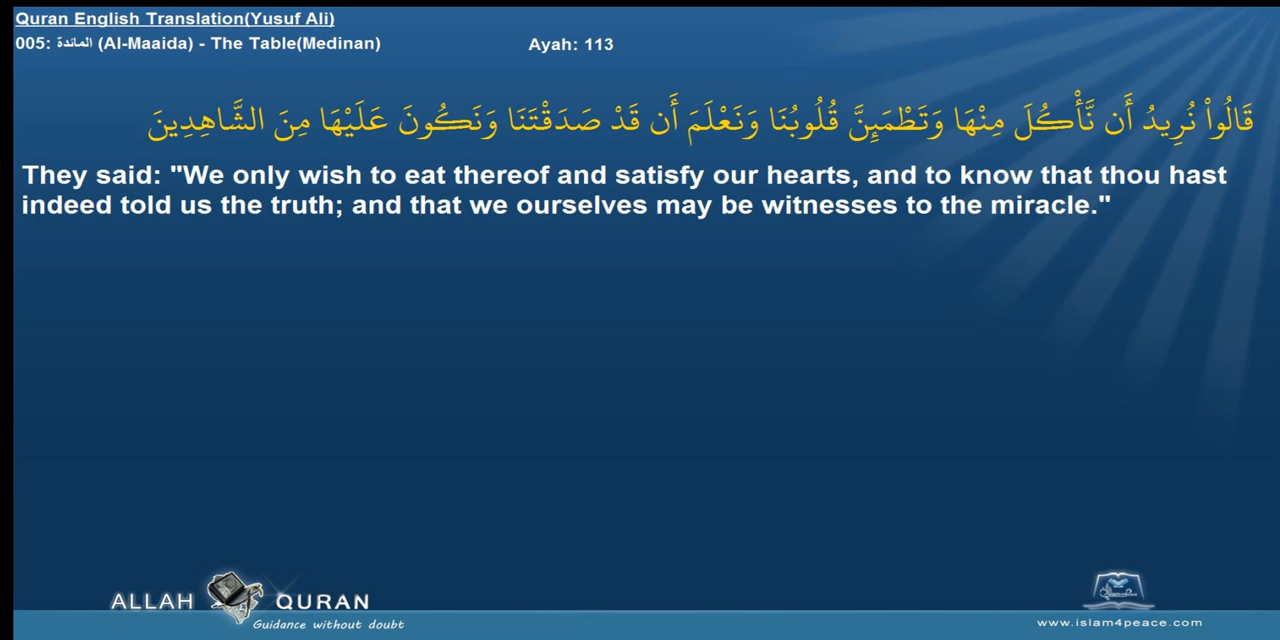 Quran English Translation(Yusuf Ali)
005: المائدة (Al-Maaida) - The Table(Medinan) Ayah: 113
قَالُواْ نُرِيدُ أَن نَّأْكُلَ مِنْهَا وَتَطْمَئِنَّ قُلُوبُنَا وَنَعْلَمَ أَن قَدْ صَدَقْتَنَا وَنَكُونَ عَلَيْهَا مِنَ الشَّاهِدِينَ
They said: "We only wish to eat thereof and satisfy our hearts, and to know that thou hast
indeed told us the truth; and that we ourselves may be witnesses to the miracle."
ALLAH QURAN
Guidance without doubt
www.islam4peace.com